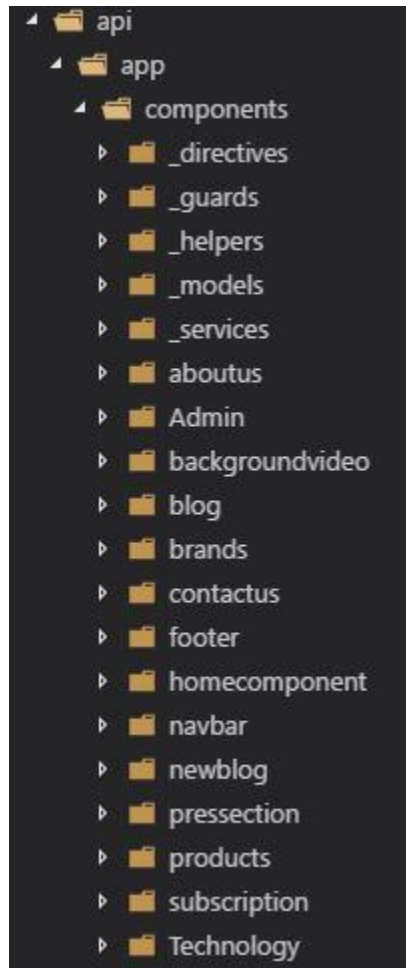 api
app
components
_directives
_guards
_helpers
_models
_services
aboutus
Admin
backgroundvideo
blog
brands
contactus
footer
homecomponent
navbar
newblog
pressection
products
subscription
Technology